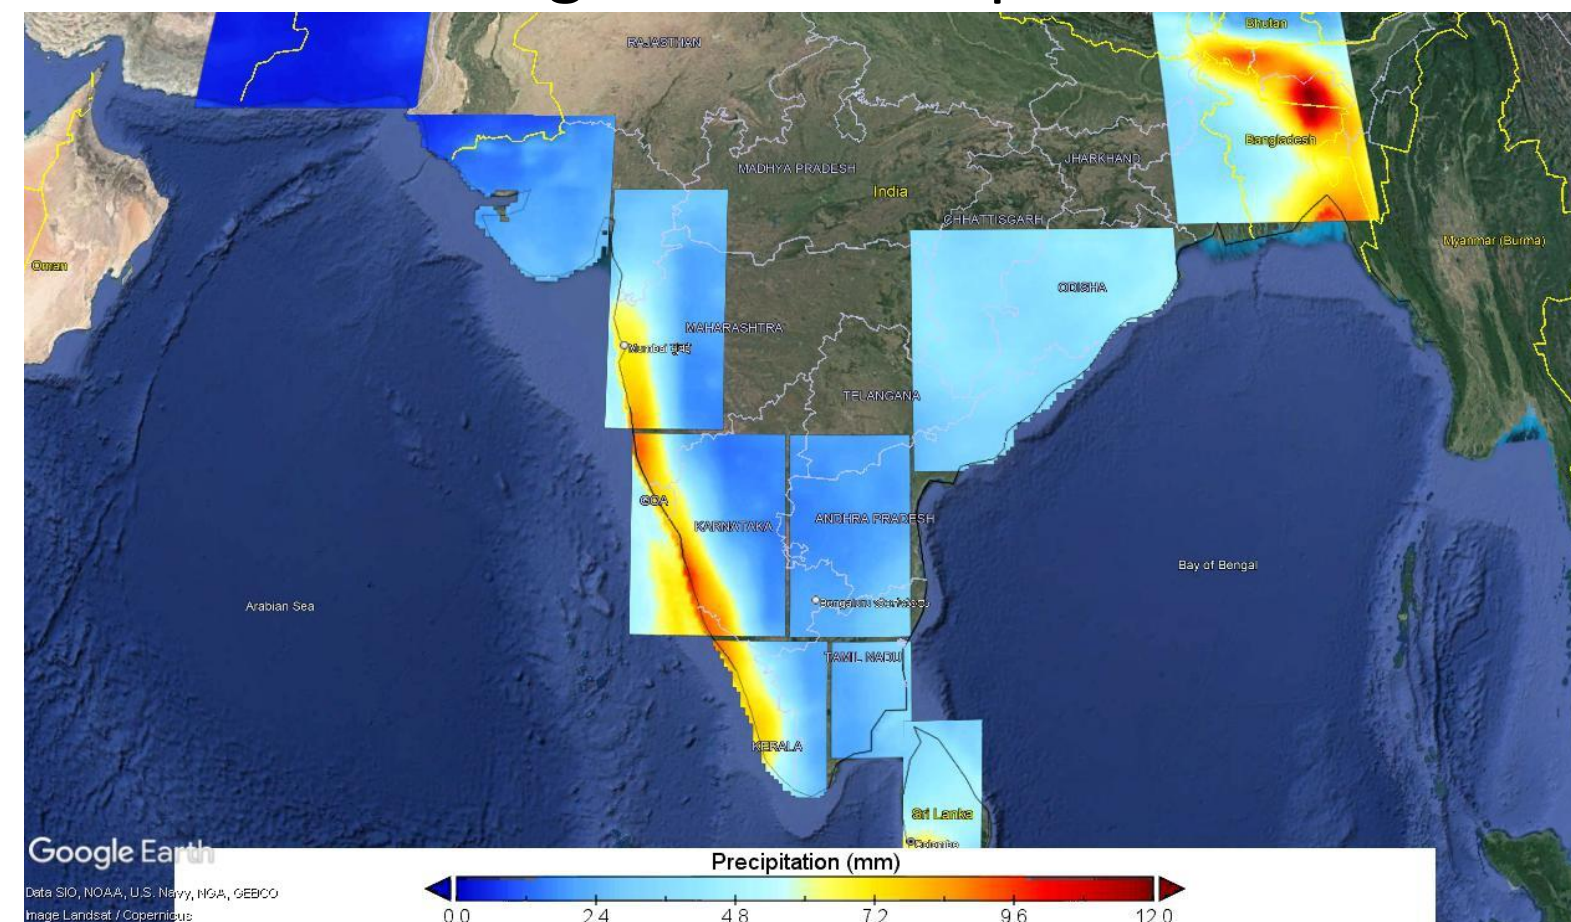 Bhutan
RAJASTHAN
Bangladesh
JHARKHAND
MADHYA PRADESH
India
CHHATTISGARH
Myanmar (Burma)
Oman
ODISHA
MAHARASHTRA
Mumbai
TELANGANA
GOA
KARNATAKA
ANDHRA PRADESH
Bay of Bengal
Arabian Sea
Bengaluru
TAMIL NADU
KERALA
Sri Lanka
Colombo
Google Earth
Precipitation (mm)
Data SIO, NOAA, U.S. Navy, NGA, GEBCO
Image Landsat / Copernicus
0.0 2.4 4.8 7.2 9.6 12.0